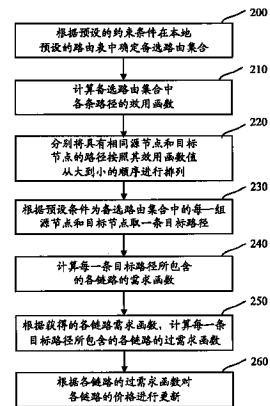 200
根据预设的约束条件在本地
预设的路由表中确定备选路由集合
210
计算备选路由集合中
各条路径的效用函数
220
分别将具有相同源节点和目标
节点的路径按照其效用函数值
从大到小的顺序进行排列
230
根据预设条件为备选路由集合中的每一组
源节点和目标节点取一条目标路径
240
计算每一条目标路径所包含
的各链路的需求函数
250
根据获得的各链路需求函数，计算每一条
目标路径所包含的各链路的过需求函数
260
根据各链路的过需求函数对
各链路的价格进行更新